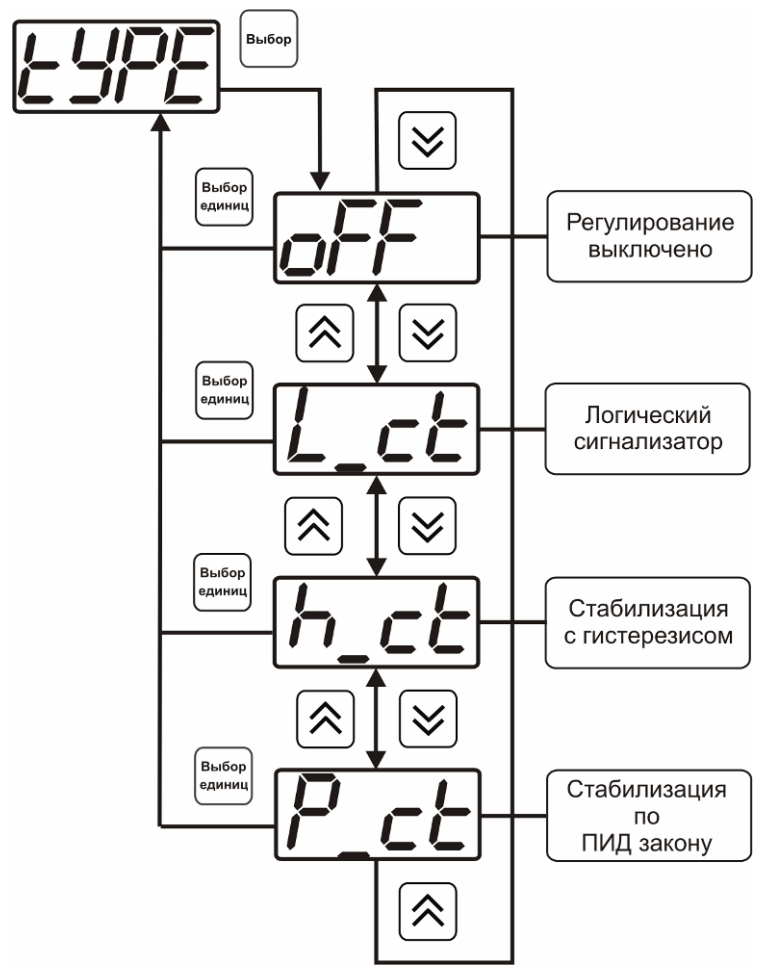 tYPE
Выбор
Выбор
единиц
oFF
Регулирование
выключено
Выбор
единиц
L_ct
Логический
сигнализатор
Выбор
единиц
h_ct
Стабилизация
с гистерезисом
Выбор
единиц
P_ct
Стабилизация
по
ПИД закону